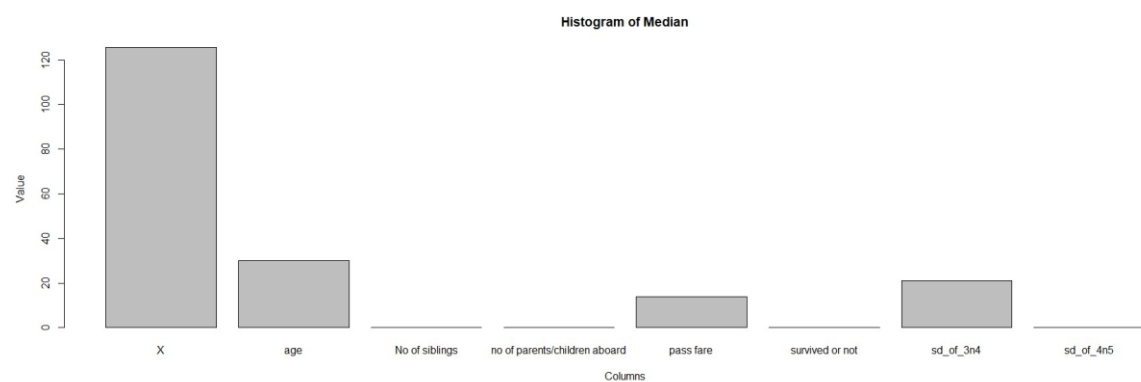 Histogram of Median
120
100
80
60
40
20
0
Value
X age No of siblings no of parents/children aboard pass fare survived or not sd_of_3n4 sd_of_4n5
Columns